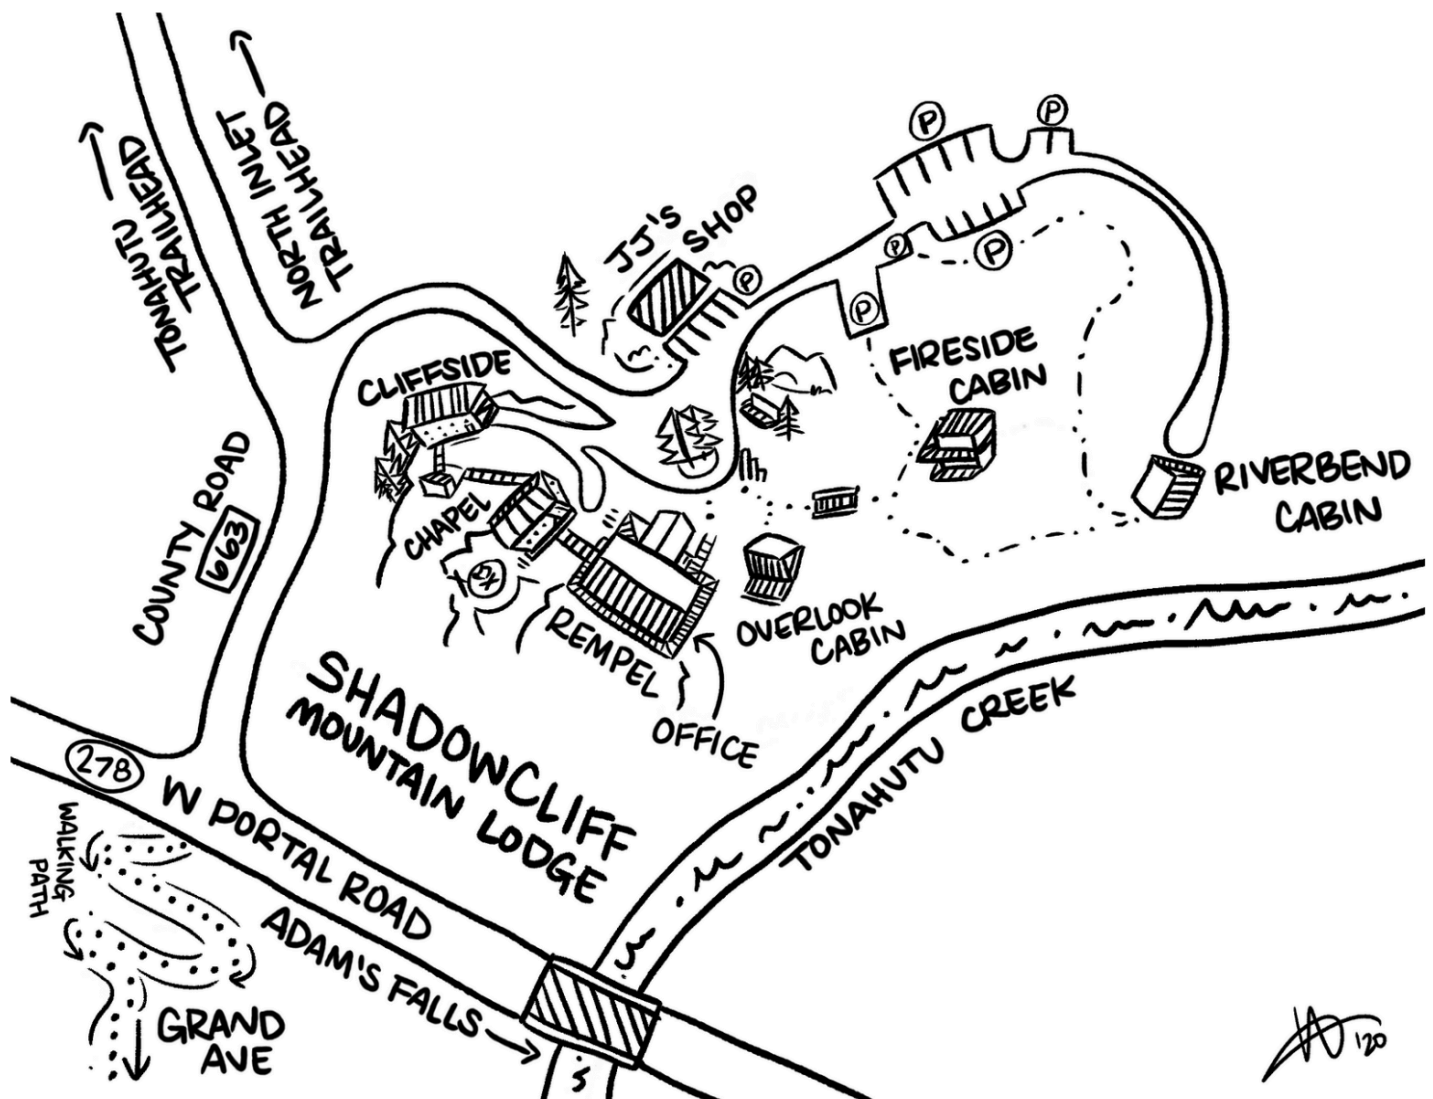 TONAHUTU
TRAILHEAD
NORTH INLET
TRAILHEAD
JJ'S
SHOP
P
P
P
P
P
P
CLIFFSIDE
FIRESIDE
CABIN
COUNTY ROAD
663
CHAPEL
RIVERBEND
CABIN
REMPEL
OVERLOOK
CABIN
OFFICE
SHADOWCLIFF
MOUNTAIN LODGE
278
W PORTAL ROAD
TONAHUTU CREEK
WALKING
PATH
ADAM'S FALLS
GRAND
AVE
'20